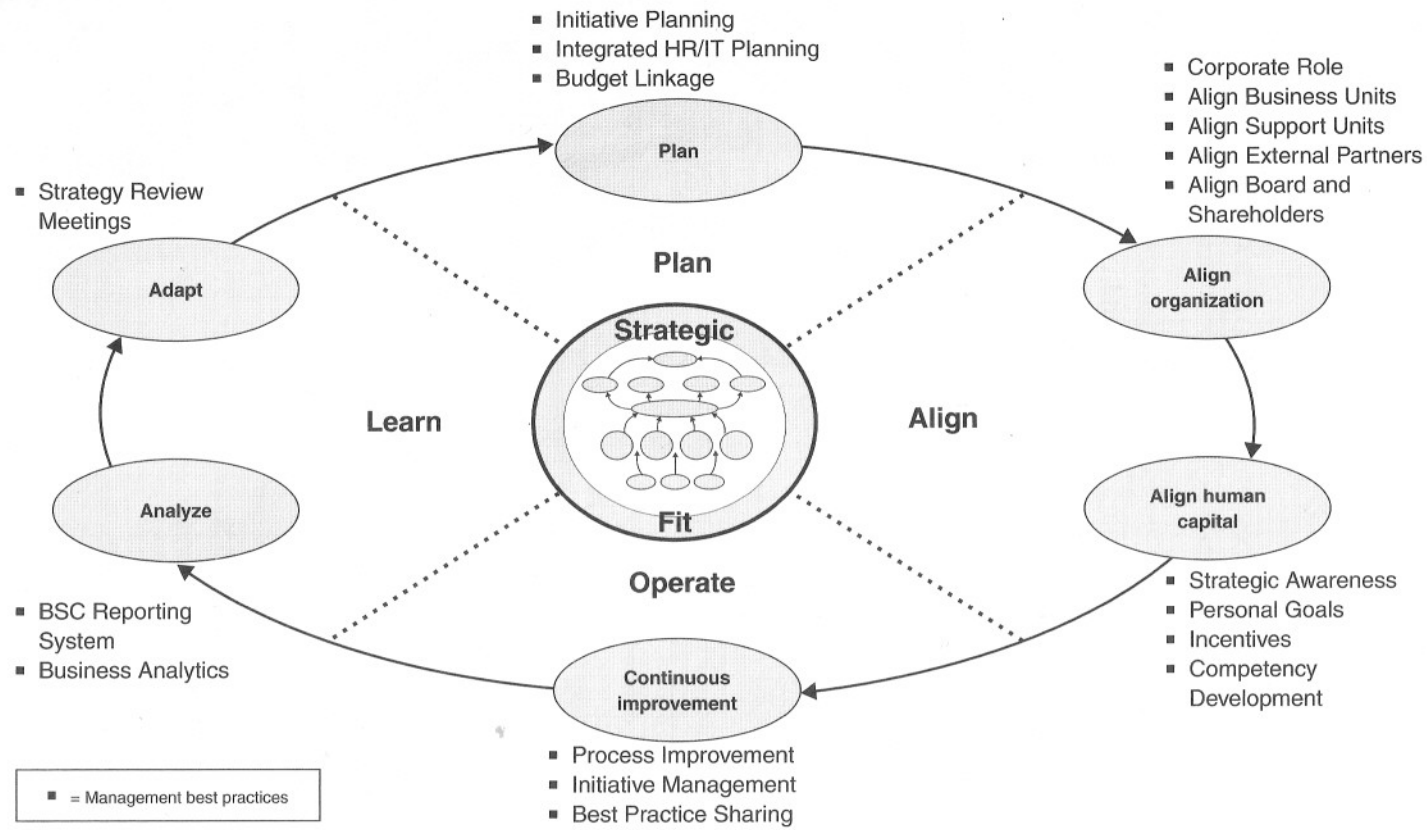 ▪ Initiative Planning
▪ Integrated HR/IT Planning
▪ Budget Linkage
Plan
▪ Corporate Role
▪ Align Business Units
▪ Align Support Units
▪ Align External Partners
▪ Align Board and
Shareholders
Align
organization
▪ Strategy Review
Meetings
Adapt
Plan
Strategic
Fit
Learn
Align
Operate
Analyze
▪ BSC Reporting
System
▪ Business Analytics
Align human
capital
▪ Strategic Awareness
▪ Personal Goals
▪ Incentives
▪ Competency
Development
Continuous
improvement
▪ Process Improvement
▪ Initiative Management
▪ Best Practice Sharing
▪ = Management best practices